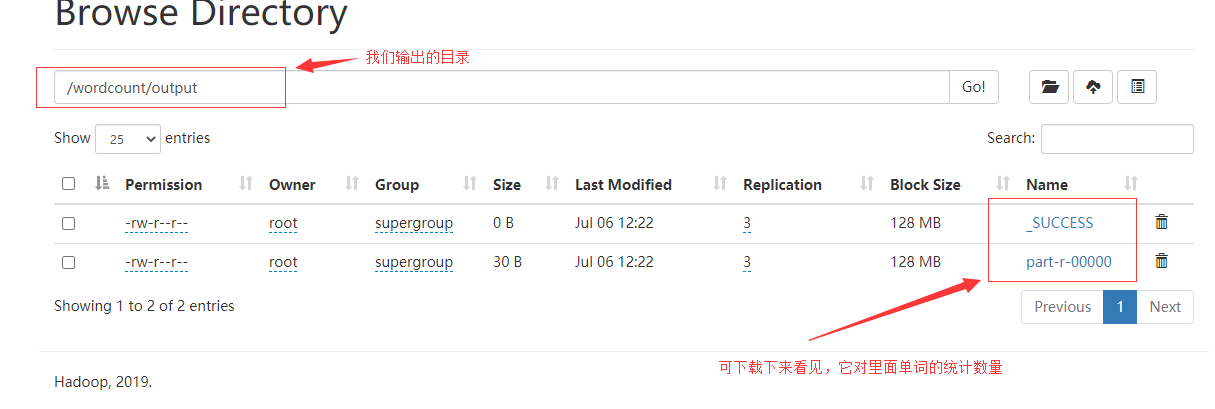 Browse Directory
我们输出的目录
/wordcount/output Go!
Show 25 entries Search:
Permission Owner Group Size Last Modified Replication Block Size Name
-rw-r--r-- root supergroup 0 B Jul 06 12:22 3 128 MB _SUCCESS
-rw-r--r-- root supergroup 30 B Jul 06 12:22 3 128 MB part-r-00000
Showing 1 to 2 of 2 entries Previous 1 Next
可下载下来看见，它对里面单词的统计数量
Hadoop, 2019.